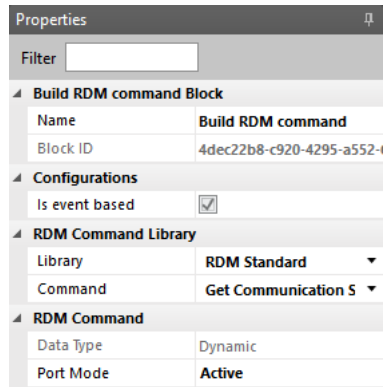 Properties
Filter
Build RDM command Block
Name Build RDM command
Block ID 4dec22b8-c920-4295-a552-
Configurations
Is event based
RDM Command Library
Library RDM Standard
Command Get Communication S
RDM Command
Data Type Dynamic
Port Mode Active